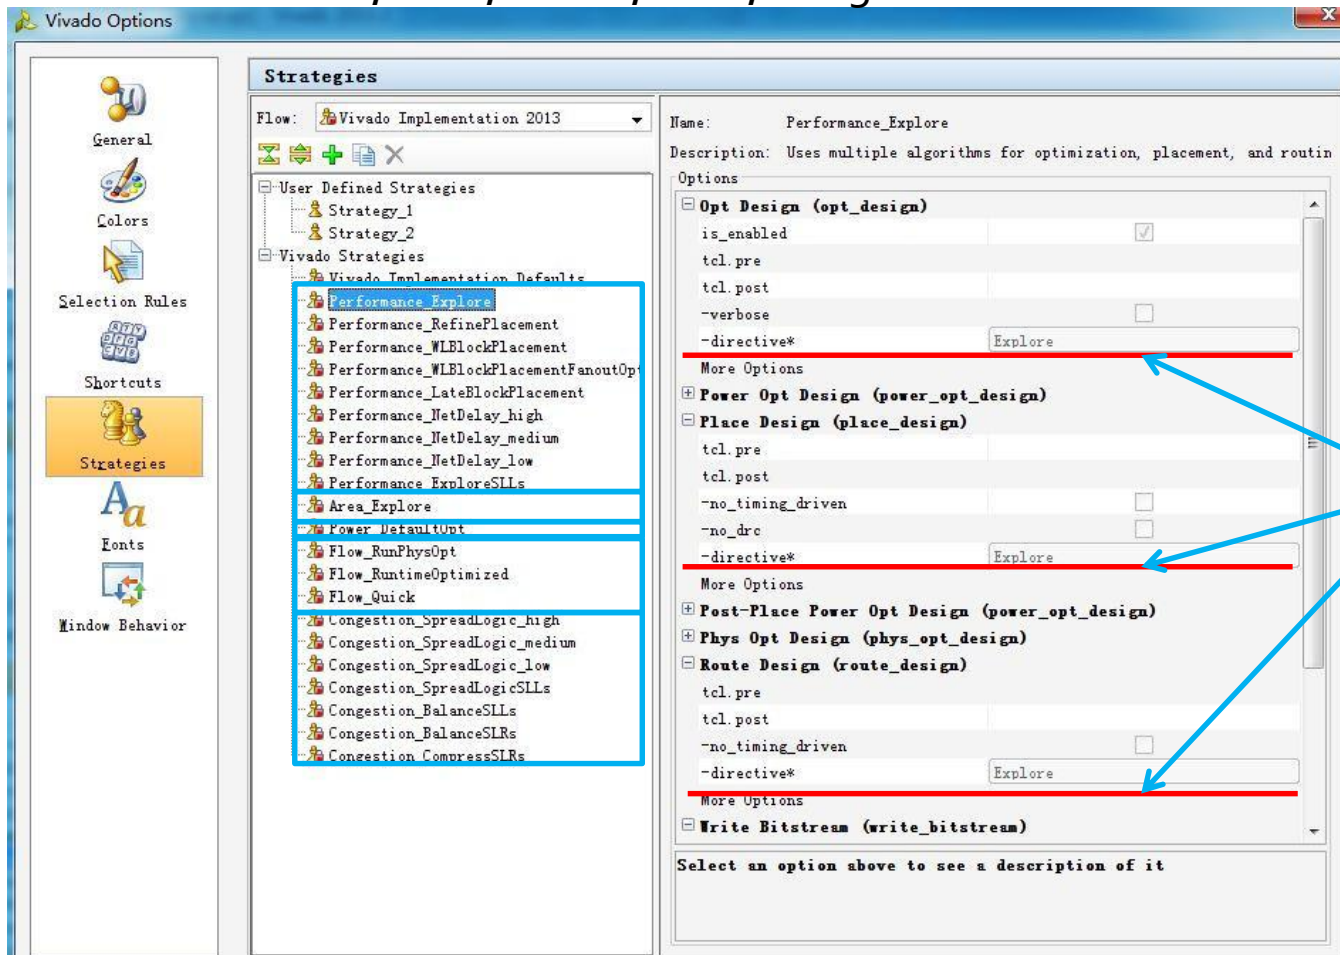 Vivado Options
General
Colors
Selection Rules
Shortcuts
Strategies
Fonts
Window Behavior
Strategies
Flow: Vivado Implementation 2013
User Defined Strategies
Strategy_1
Strategy_2
Vivado Strategies
Vivado Implementation Defaults
Performance_Explore
Performance_RefinePlacement
Performance_WLBlockPlacement
Performance_WLBlockPlacementFanoutOpt
Performance_LateBlockPlacement
Performance_NetDelay_high
Performance_NetDelay_medium
Performance_NetDelay_low
Performance_ExploreSLLs
Area_Explore
Power_DefaultOpt
Flow_RunPhysOpt
Flow_RuntimeOptimized
Flow_Quick
Congestion_SpreadLogic_high
Congestion_SpreadLogic_medium
Congestion_SpreadLogic_low
Congestion_SpreadLogicSLLs
Congestion_BalanceSLLs
Congestion_BalanceSLRs
Congestion_CompressSLRs
Name: Performance_Explore
Description: Uses multiple algorithms for optimization, placement, and routin
Options
Opt Design (opt_design)
is_enabled
tcl.pre
tcl.post
-verbose
-directive* Explore
More Options
Power Opt Design (power_opt_design)
Place Design (place_design)
tcl.pre
tcl.post
-no_timing_driven
-no_drc
-directive* Explore
More Options
Post-Place Power Opt Design (power_opt_design)
Phys Opt Design (phys_opt_design)
Route Design (route_design)
tcl.pre
tcl.post
-no_timing_driven
-directive* Explore
More Options
Write Bitstream (write_bitstream)
Select an option above to see a description of it